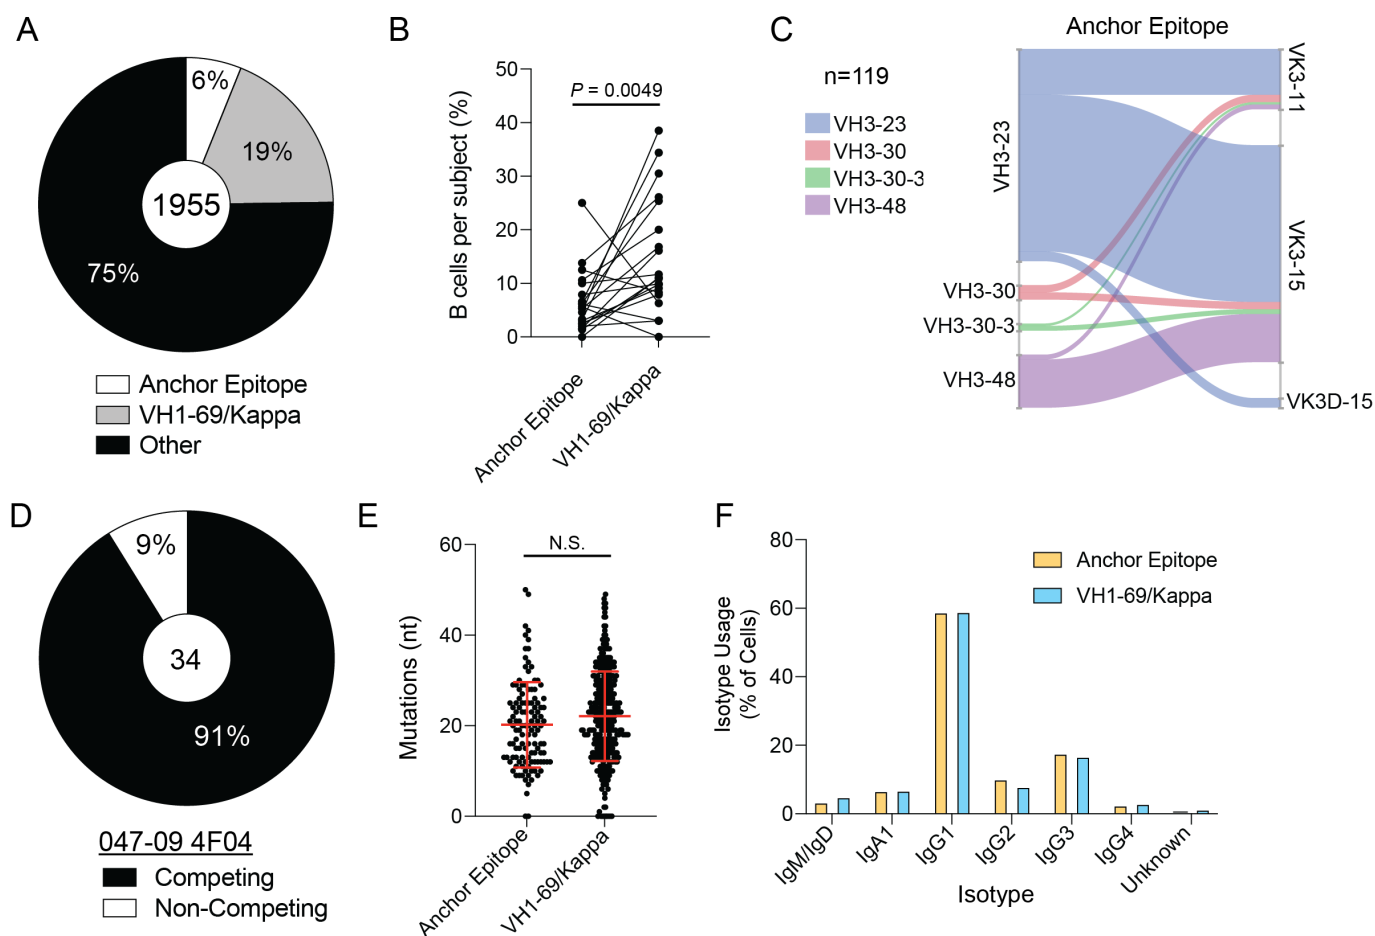 A
6%
19%
1955
75%
Anchor Epitope
VH1-69/Kappa
Other
B
B cells per subject (%)
50
40
30
20
10
0
P = 0.0049
Anchor Epitope
VH1-69/Kappa
C
Anchor Epitope
n=119
VH3-23
VH3-30
VH3-30-3
VH3-48
VH3-23
VH3-30
VH3-30-3
VH3-48
VK3-11
VK3-15
VK3D-15
D
9%
34
91%
047-09 4F04
Competing
Non-Competing
E
Mutations (nt)
60
40
20
0
N.S.
Anchor Epitope
VH1-69/Kappa
F
Isotype Usage
(% of Cells)
80
60
40
20
0
Anchor Epitope
VH1-69/Kappa
IgM/IgD
IgA1
IgG1
IgG2
IgG3
IgG4
Unknown
Isotype